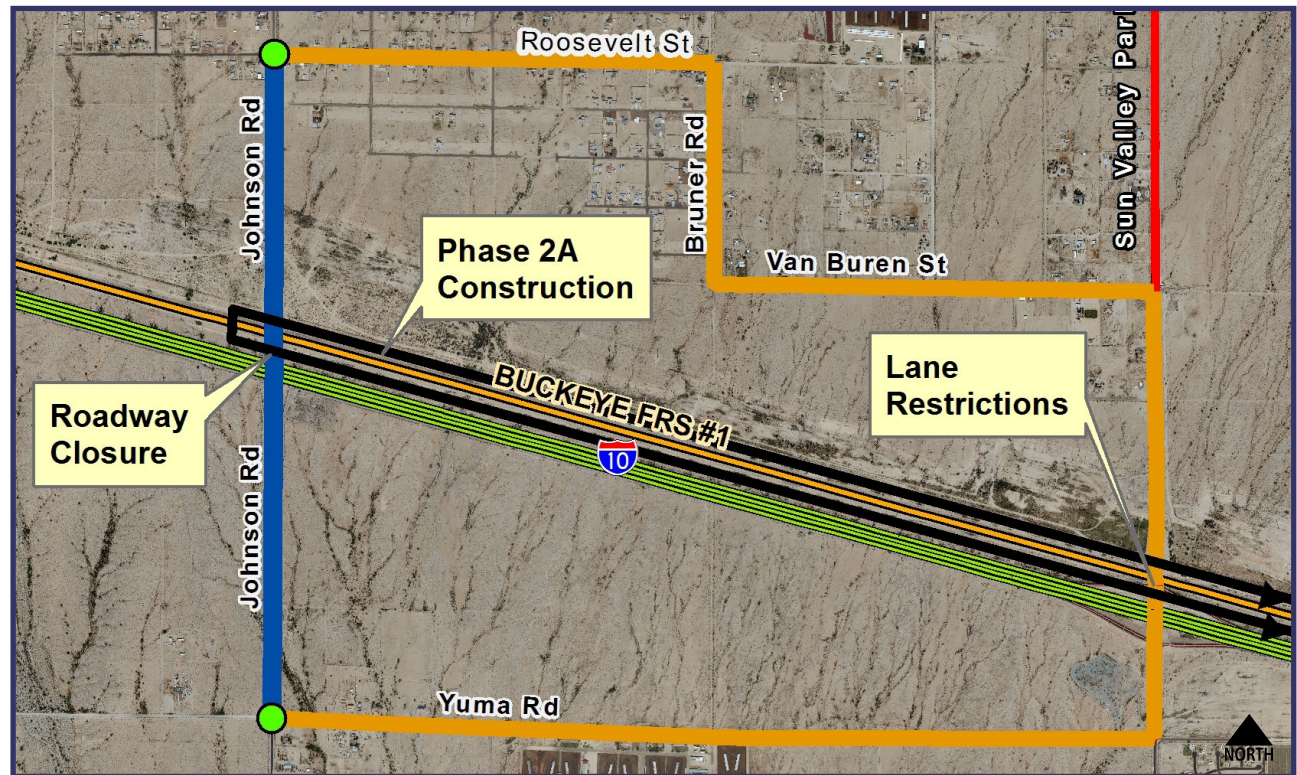 Roosevelt St
Sun Valley Par
Johnson Rd
Bruner Rd
Phase 2A
Construction
Van Buren St
Lane
Restrictions
BUCKEYE FRS #1
Roadway
Closure
10
Johnson Rd
Yuma Rd
NORTH